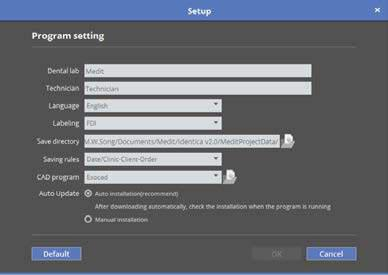 Setup
×
Program setting
Dental lab Medit
Technician Technician
Language English
Labeling FDI
Save directory M.W.Song/Documents/Medit/Identica v2.0/MeditProjectData/
Saving rules Date/Clinic-Client-Order
CAD program Exocad
Auto Update Auto installation(recommend)
After downloading automatically, check the installation when the program is running
Manual installation
Default OK Cancel